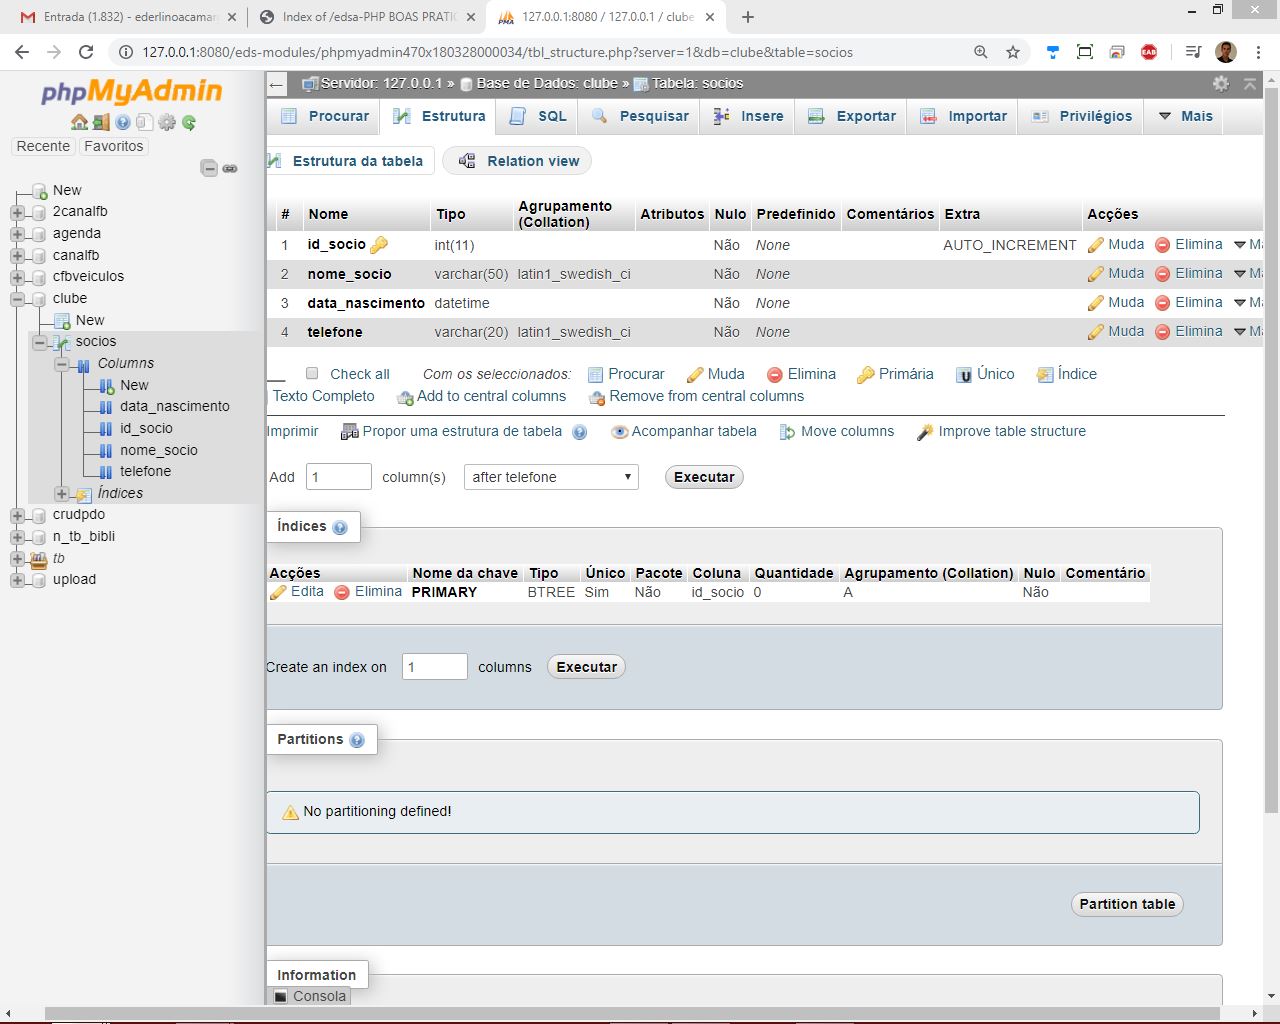 Entrada (1.832) - ederlinoacamar
Index of /edsa-PHP BOAS PRATIC
127.0.0.1:8080 / 127.0.0.1 / clube
127.0.0.1:8080/eds-modules/phpmyadmin470x180328000034/tbl_structure.php?server=1&db=clube&table=socios
phpMyAdmin
Recente Favoritos
New
2canalfb
agenda
canalfb
cfbveiculos
clube
New
socios
Columns
New
data_nascimento
id_socio
nome_socio
telefone
Índices
crudpdo
n_tb_bibli
tb
upload
Servidor: 127.0.0.1 » Base de Dados: clube » Tabela: socios
Procurar Estrutura SQL Pesquisar Insere Exportar Importar Privilégios Mais
Estrutura da tabela Relation view
# Nome Tipo Agrupamento (Collation) Atributos Nulo Predefinido Comentários Extra Acções
1 id_socio int(11) Não None AUTO_INCREMENT Muda Elimina
2 nome_socio varchar(50) latin1_swedish_ci Não None Muda Elimina
3 data_nascimento datetime Não None Muda Elimina
4 telefone varchar(20) latin1_swedish_ci Não None Muda Elimina
Check all Com os seleccionados: Procurar Muda Elimina Primária Único Índice
Texto Completo Add to central columns Remove from central columns
Imprimir Propor uma estrutura de tabela Acompanhar tabela Move columns Improve table structure
Add 1 column(s) after telefone Executar
Índices
Acções Nome da chave Tipo Único Pacote Coluna Quantidade Agrupamento (Collation) Nulo Comentário
Edita Elimina PRIMARY BTREE Sim Não id_socio 0 A Não
Create an index on 1 columns Executar
Partitions
No partitioning defined!
Partition table
Information
Consola